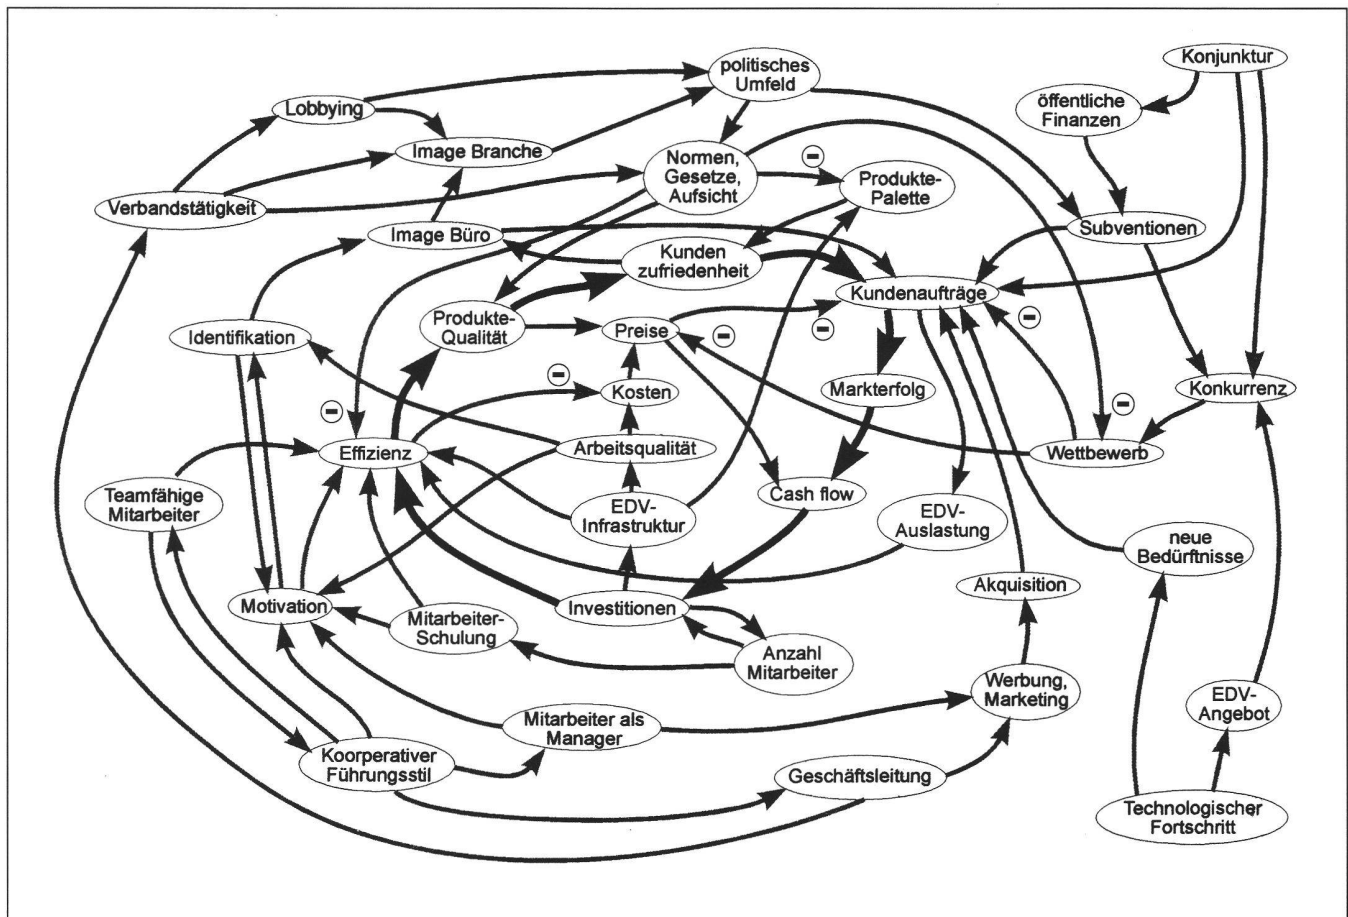 politisches
Umfeld
Konjunktur
öffentliche
Finanzen
Lobbying
Image Branche
Normen,
Gesetze,
Aufsicht
−
Produkte-
Palette
Verbandstätigkeit
Image Büro
Subventionen
Kunden
zufriedenheit
Kundenaufträge
Produkte-
Qualität
Identifikation
Preise
−
−
−
Kosten
−
Markterfolg
Konkurrenz
−
−
Effizienz
Arbeitsqualität
Wettbewerb
Teamfähige
Mitarbeiter
EDV-
Infrastruktur
Cash flow
EDV-
Auslastung
neue
Bedürfnisse
Akquisition
Motivation
Mitarbeiter-
Schulung
Investitionen
Anzahl
Mitarbeiter
Werbung,
Marketing
EDV-
Angebot
Mitarbeiter als
Manager
Koorperativer
Führungsstil
Geschäftsleitung
Technologischer
Fortschritt